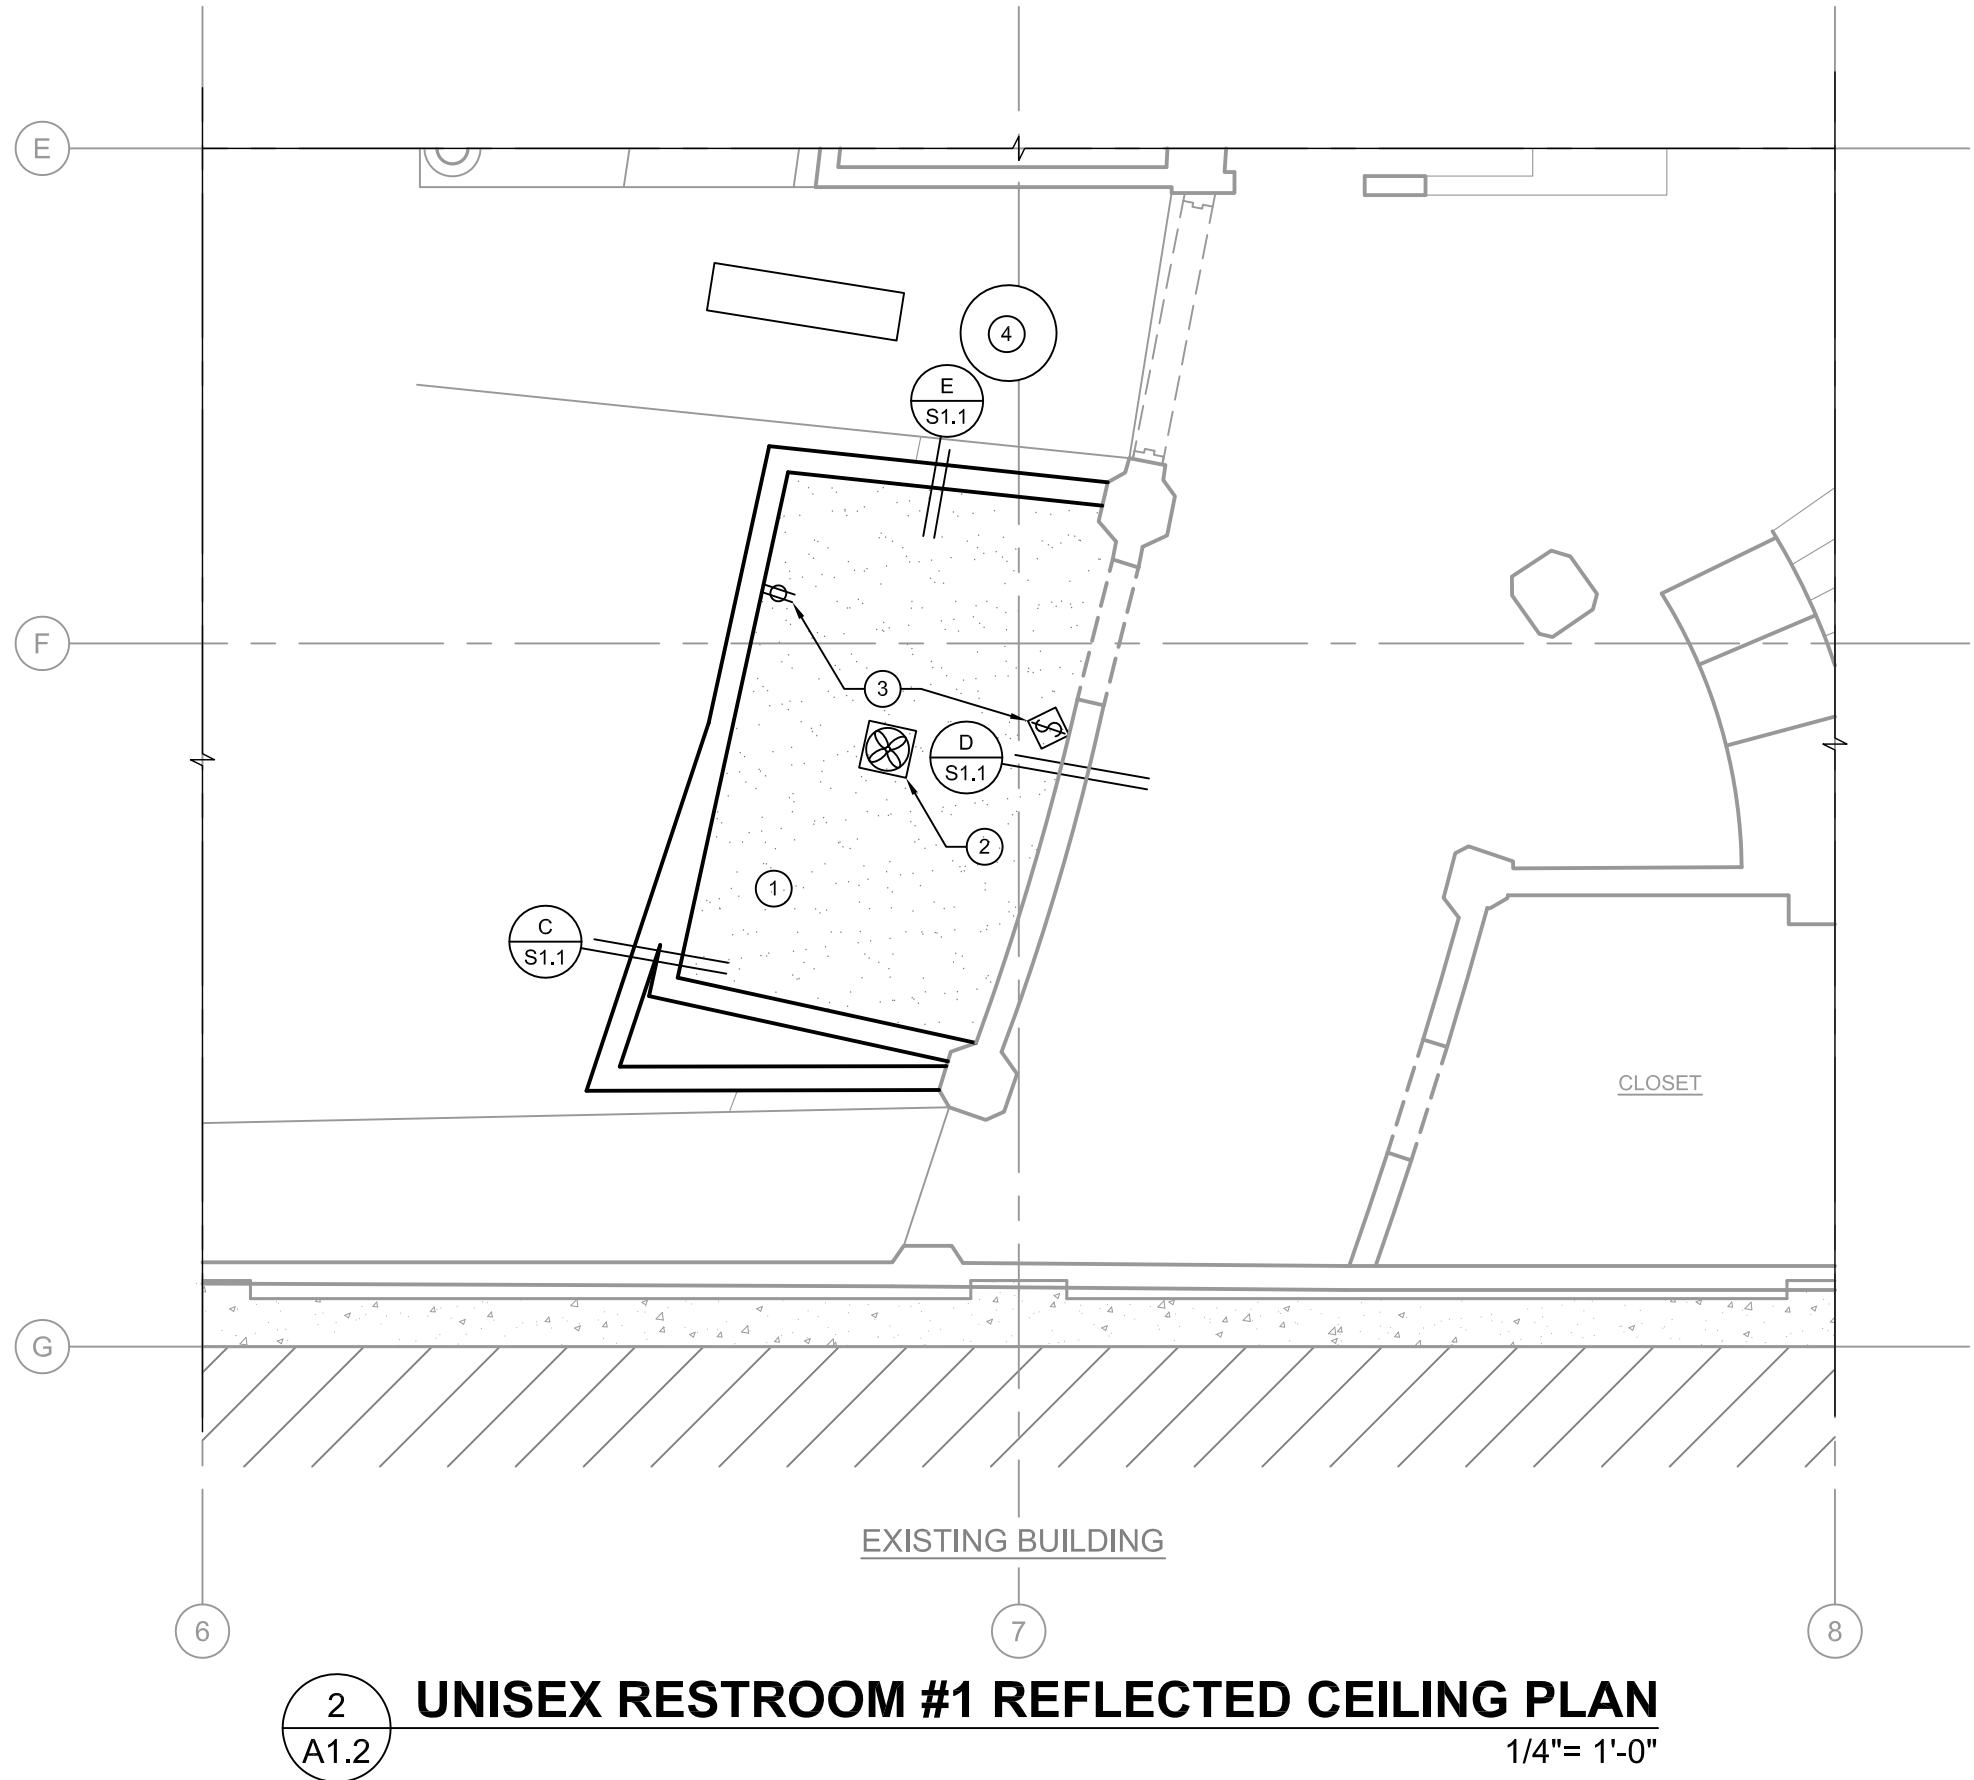 E
4
E
S1.1
F
3
D
S1.1
2
1
C
S1.1
CLOSET
G
EXISTING BUILDING
6
7
8
2
A1.2
UNISEX RESTROOM #1 REFLECTED CEILING PLAN
1/4"= 1'-0"